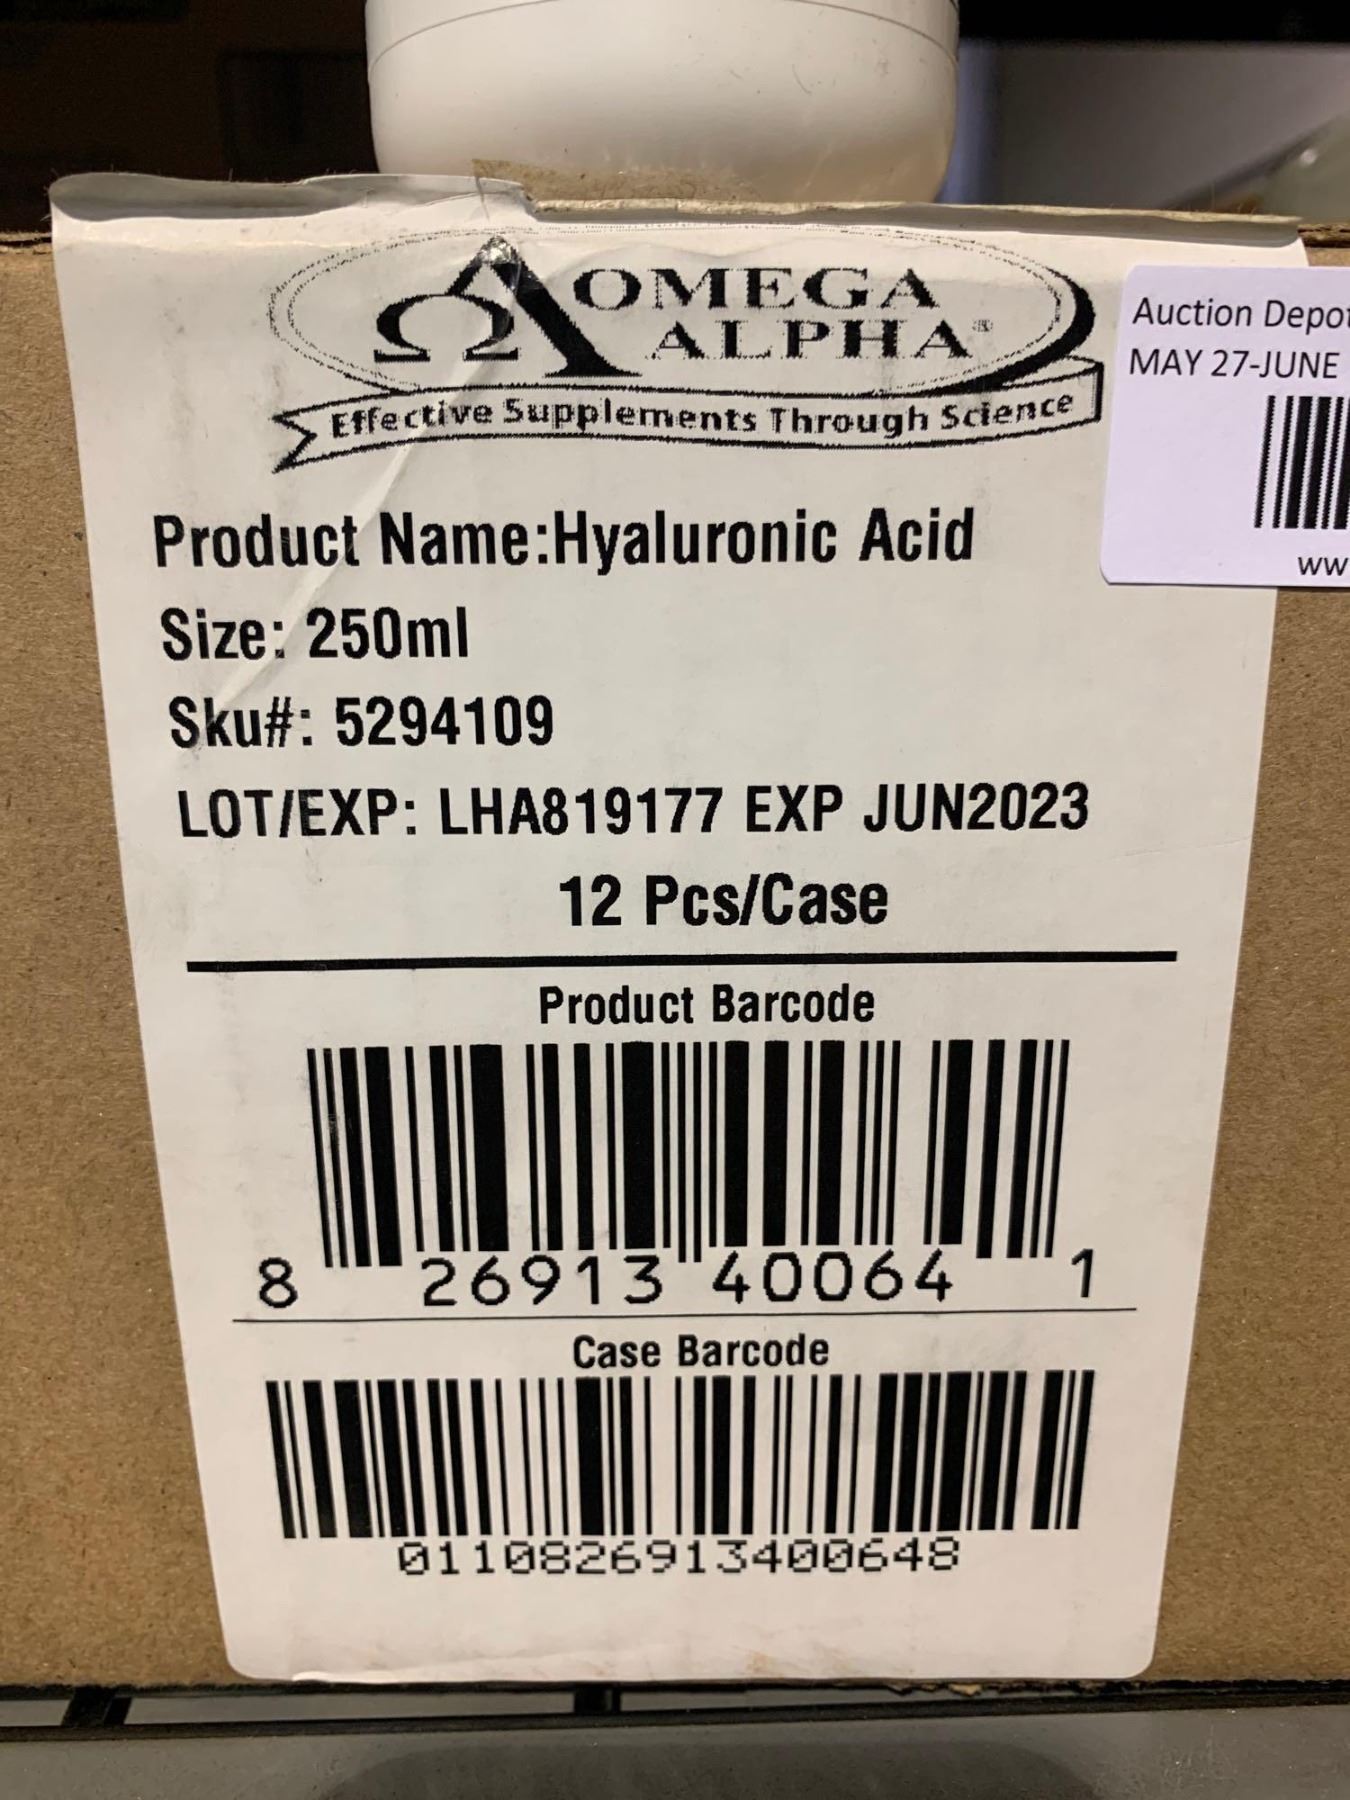 OMEGA
ALPHA®
Effective Supplements Through Science
Auction Depot
MAY 27-JUNE
Product Name:Hyaluronic Acid
Size: 250ml
Sku#: 5294109
LOT/EXP: LHA819177 EXP JUN2023
12 Pcs/Case
Product Barcode
8 26913 40064 1
Case Barcode
0110826913400648